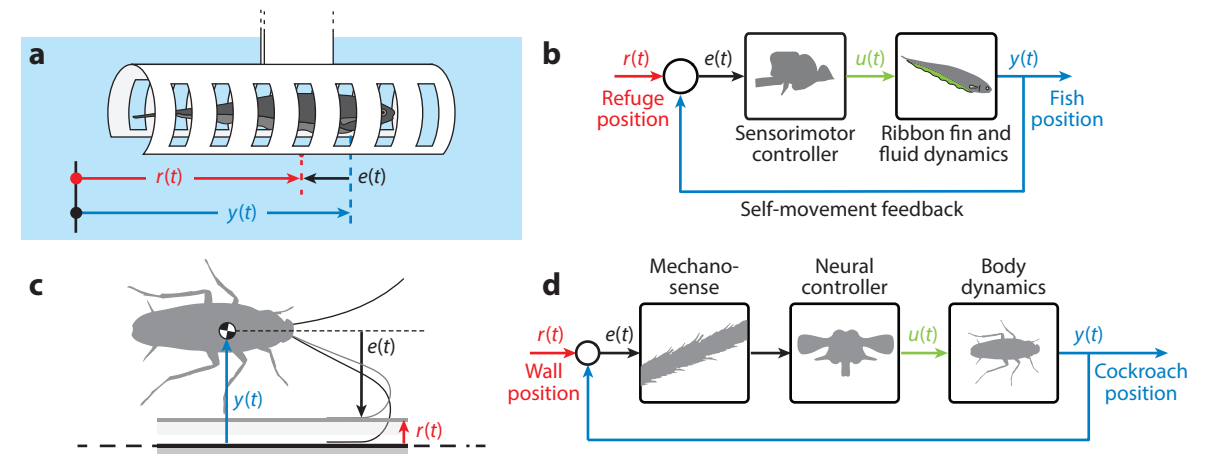 a
r(t)
e(t)
y(t)
b
r(t)
e(t)
u(t)
y(t)
Refuge
position
Sensorimotor
controller
Ribbon fin and
fluid dynamics
Fish
position
Self-movement feedback
c
e(t)
y(t)
r(t)
d
Mechano-
sense
Neural
controller
Body
dynamics
r(t)
e(t)
u(t)
y(t)
Wall
position
Cockroach
position